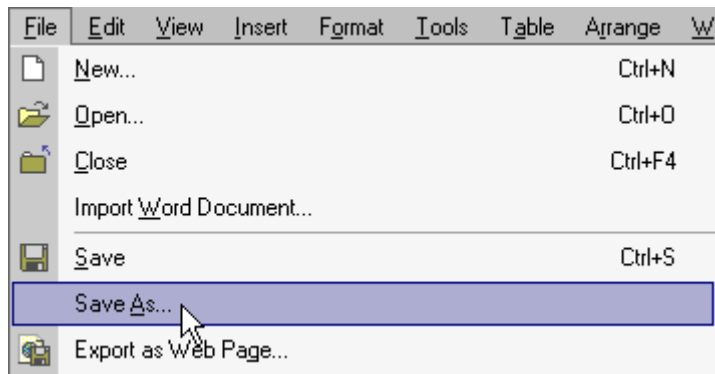 File Edit View Insert Format Tools Table Arrange W
New... Ctrl+N
Open... Ctrl+O
Close Ctrl+F4
Import Word Document...
Save Ctrl+S
Save As...
Export as Web Page...